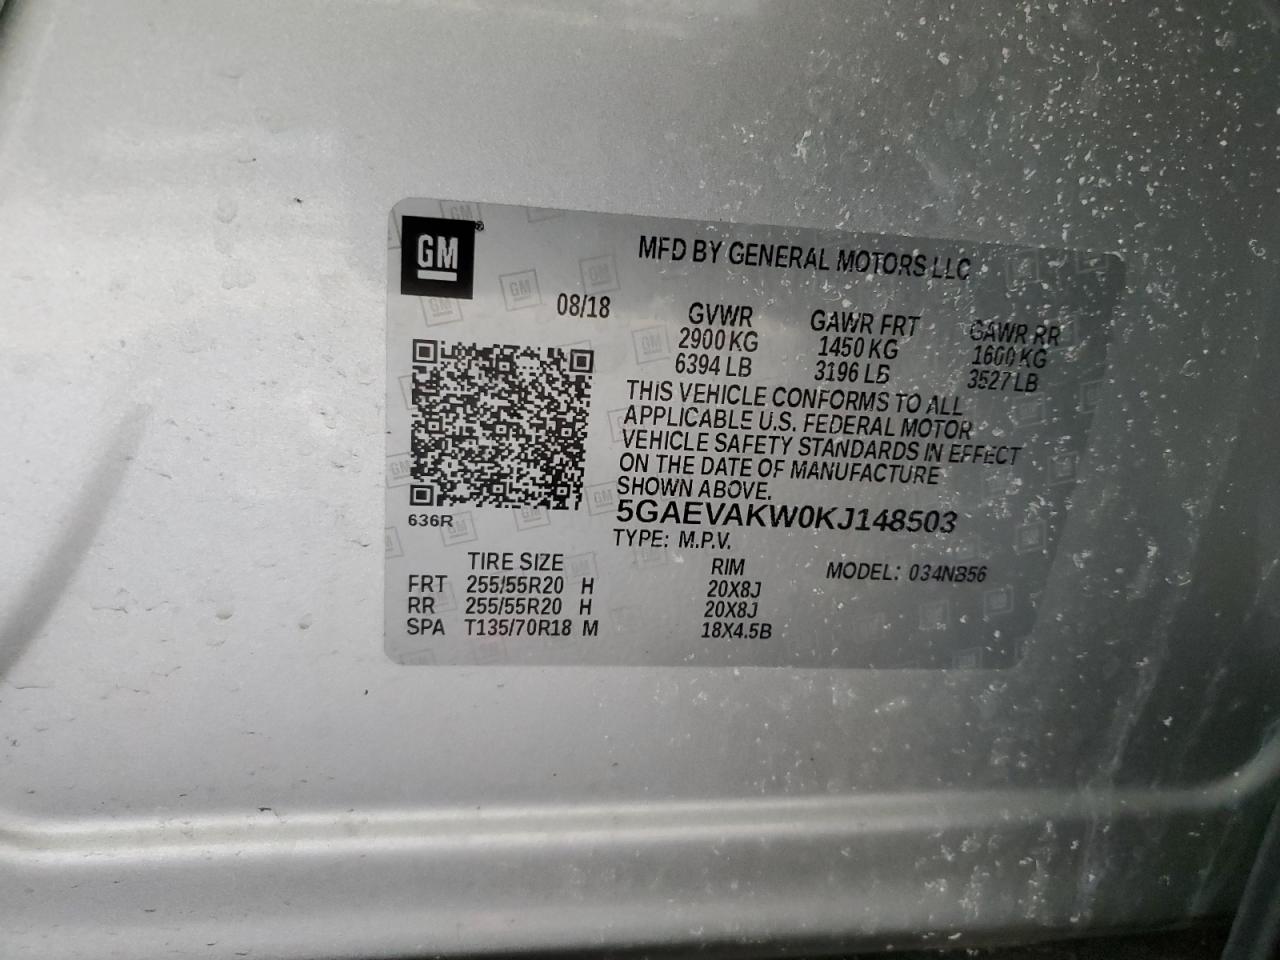 GM®
MFD BY GENERAL MOTORS LLC
08/18 GVWR GAWR FRT GAWR RR
2900 KG 1450 KG 1600 KG
6394 LB 3196 LB 3527 LB
THIS VEHICLE CONFORMS TO ALL
APPLICABLE U.S. FEDERAL MOTOR
VEHICLE SAFETY STANDARDS IN EFFECT
ON THE DATE OF MANUFACTURE
SHOWN ABOVE.
636R
5GAEVAKW0KJ148503
TYPE: M.P.V.
TIRE SIZE RIM MODEL: 034NB56
FRT 255/55R20 H 20X8J
RR 255/55R20 H 20X8J
SPA T135/70R18 M 18X4.5B